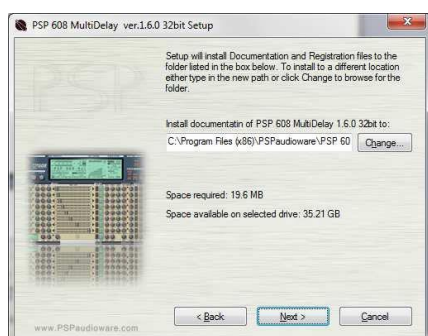 PSP 608 MultiDelay ver.1.6.0 32bit Setup
Setup will install Documentation and Registration files to the
folder listed in the box below. To install to a different location
either type in the new path or click Change to browse for the
folder.
Install documentatin of PSP 608 MultiDelay 1.6.0 32bit to:
C:\Program Files (x86)\PSPaudioware\PSP 60
Change...
Space required: 19.6 MB
Space available on selected drive: 35.21 GB
< Back
Next >
Cancel
www.PSPaudioware.com
PSP